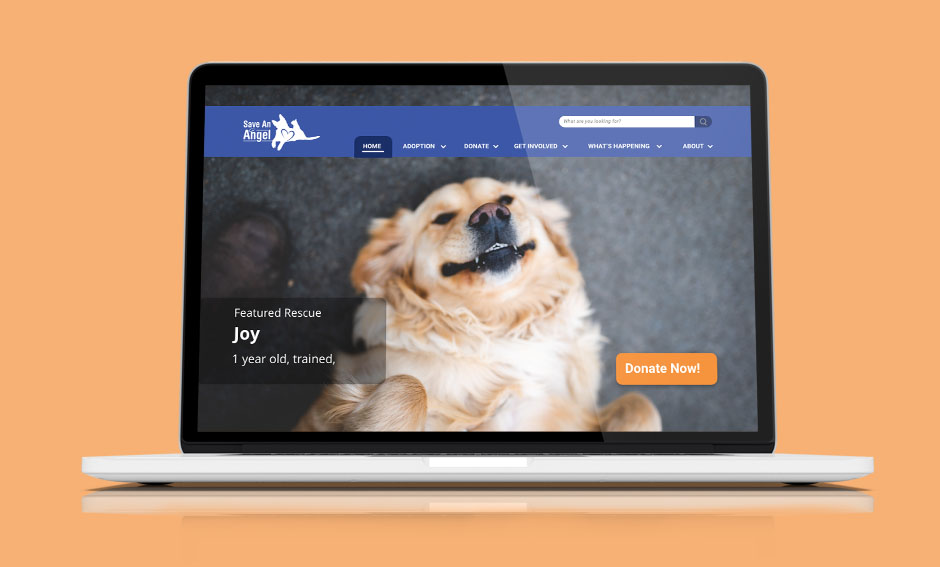 Save An
Angel
What are you looking for?
HOME ADOPTION DONATE GET INVOLVED WHAT'S HAPPENING ABOUT
Featured Rescue
Joy
1 year old, trained,
Donate Now!